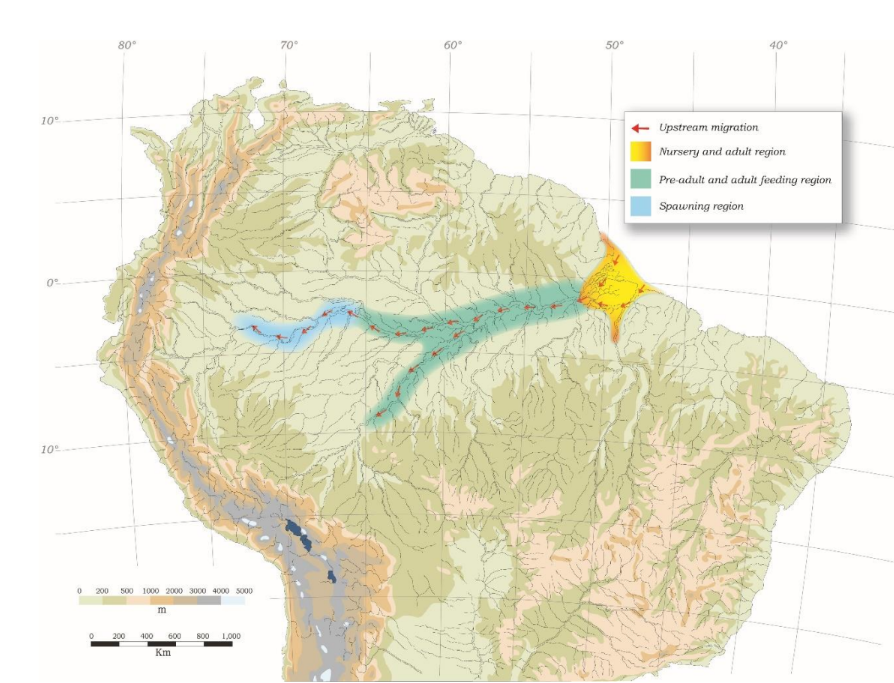 80°
70°
60°
50°
40°
10°
Upstream migration
Nursery and adult region
Pre-adult and adult feeding region
Spawning region
0°
10°
0 200 500 1000 2000 3000 4000 5000
m
0 200 400 600 800 1,000
Km